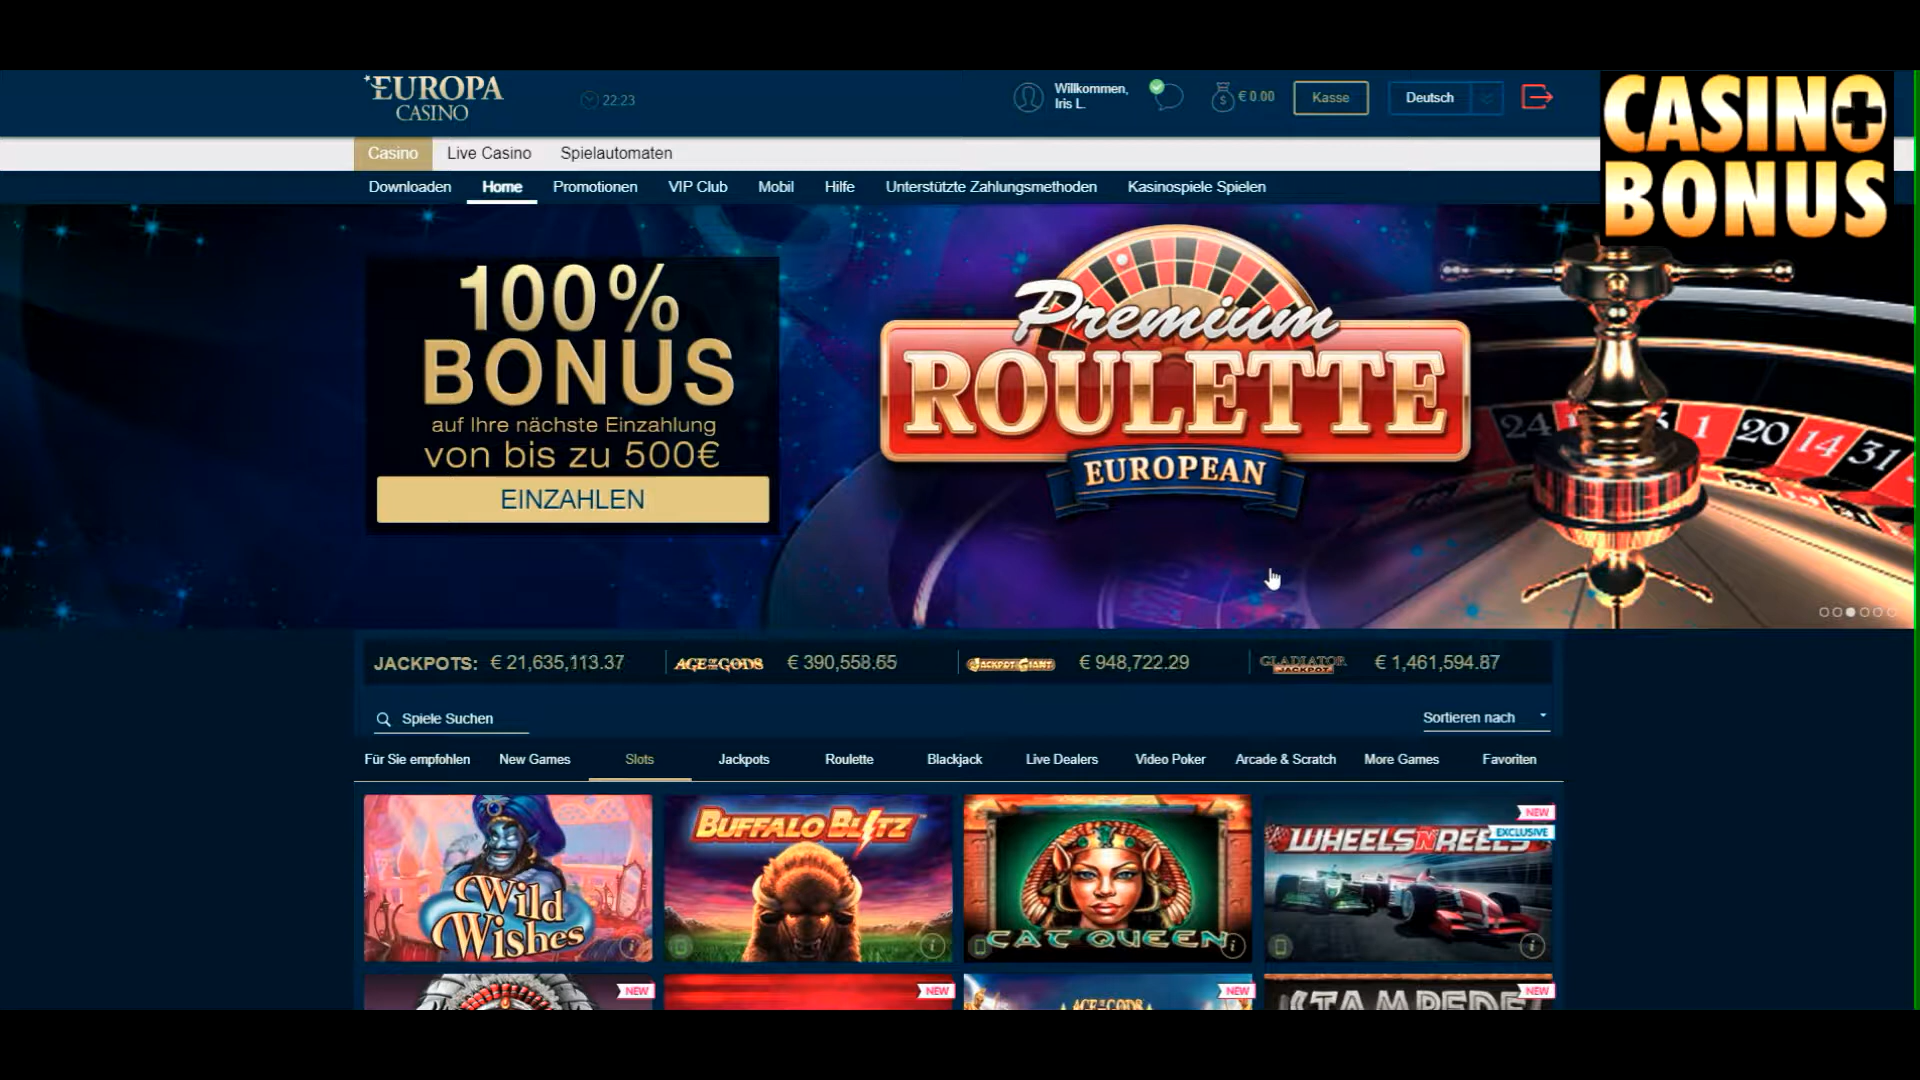 EUROPA
CASINO
22:23
Willkommen,
Iris L.
€ 0.00
Kasse
Deutsch
CASINO
BONUS
Casino
Live Casino
Spielautomaten
Downloaden
Home
Promotionen
VIP Club
Mobil
Hilfe
Unterstützte Zahlungsmethoden
Kasinospiele Spielen
100%
BONUS
auf Ihre nächste Einzahlung
von bis zu 500€
EINZAHLEN
Premium
ROULETTE
EUROPEAN
24
1
20
14
31
JACKPOTS:
€ 21,635,113.37
AGE OF THE GODS
€ 390,558.65
JACKPOT GIANT
€ 948,722.29
GLADIATOR
JACKPOT
€ 1,461,594.87
Spiele Suchen
Sortieren nach
Für Sie empfohlen
New Games
Slots
Jackpots
Roulette
Blackjack
Live Dealers
Video Poker
Arcade & Scratch
More Games
Favoriten
Wild
Wishes
BUFFALO BLITZ
CAT QUEEN
NEW
EXCLUSIVE
WHEELS N' REELS
NEW
NEW
NEW
AGE OF THE GODS
NEW
STAMPEDE